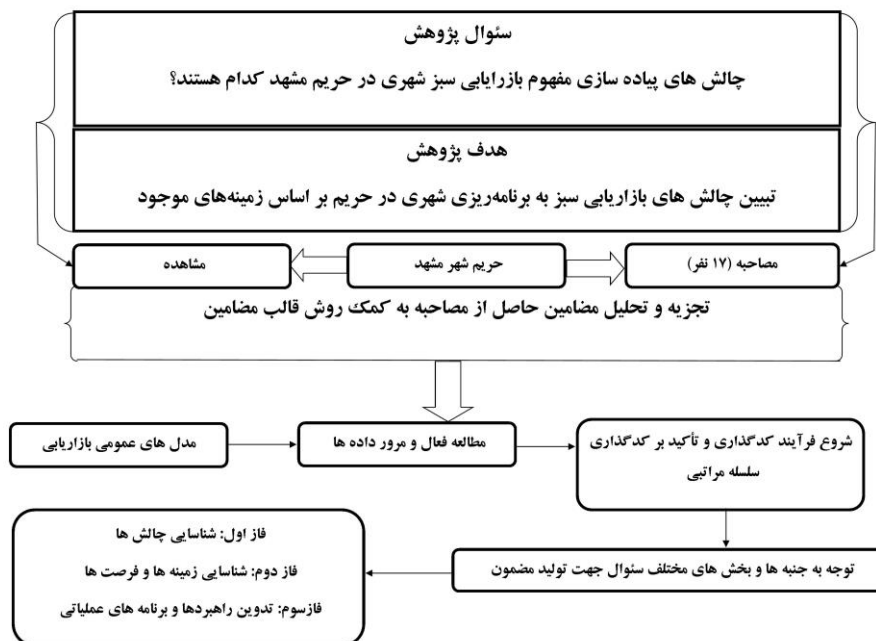 سئوال پژوهش
چالش های پیاده سازی مفهوم بازرایابی سبز شهری در حریم مشهد کدام هستند؟
هدف پژوهش
تبیین چالش های بازاریابی سبز به برنامه‌ریزی شهری در حریم بر اساس زمینه‌های موجود
مصاحبه (۱۷ نفر)
حریم شهر مشهد
مشاهده
تجزیه و تحلیل مضامین حاصل از مصاحبه به کمک روش قالب مضامین
مدل های عمومی بازاریابی
مطالعه فعال و مرور داده ها
شروع فرآیند کدگذاری و تأکید بر کدگذاری
سلسله مراتبی
توجه به جنبه ها و بخش های مختلف سئوال جهت تولید مضمون
فاز اول: شناسایی چالش ها
فاز دوم: شناسایی زمینه ها و فرصت ها
فازسوم: تدوین راهبردها و برنامه های عملیاتی